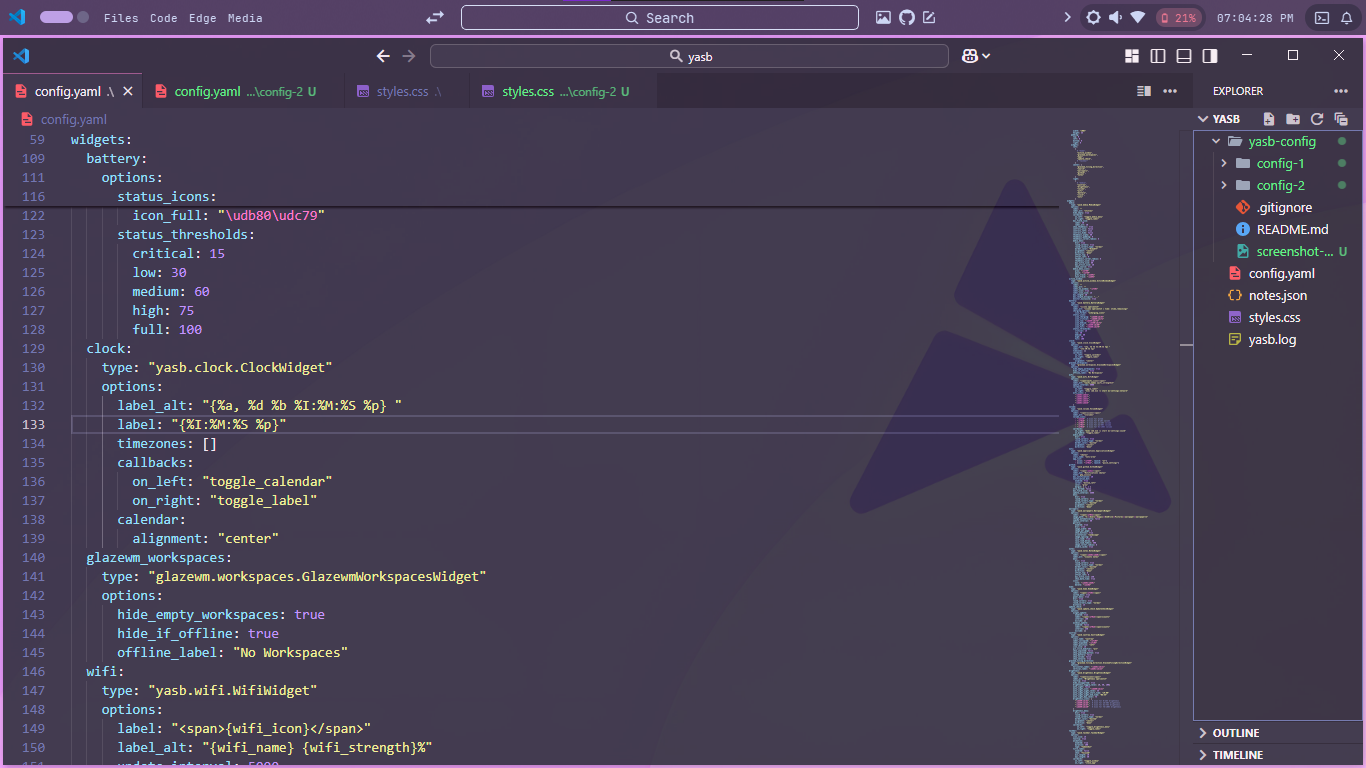 Files Code Edge Media
Search
21%
07:04:28 PM
yasb
config.yaml .\
config.yaml ...\config-2 U
styles.css .\
styles.css ...\config-2 U
EXPLORER
config.yaml
YASB
59 widgets:
109 battery:
111 options:
116 status_icons:
122 icon_full: "\udb80\udc79"
123 status_thresholds:
124 critical: 15
125 low: 30
126 medium: 60
127 high: 75
128 full: 100
129 clock:
130 type: "yasb.clock.ClockWidget"
131 options:
132 label_alt: "{%a, %d %b %I:%M:%S %p} "
133 label: "{%I:%M:%S %p}"
134 timezones: []
135 callbacks:
136 on_left: "toggle_calendar"
137 on_right: "toggle_label"
138 calendar:
139 alignment: "center"
140 glazewm_workspaces:
141 type: "glazewm.workspaces.GlazewmWorkspacesWidget"
142 options:
143 hide_empty_workspaces: true
144 hide_if_offline: true
145 offline_label: "No Workspaces"
146 wifi:
147 type: "yasb.wifi.WifiWidget"
148 options:
149 label: "<span>{wifi_icon}</span>"
150 label_alt: "{wifi_name} {wifi_strength}%"
151 update_interval: 5000
yasb-config
config-1
config-2
.gitignore
README.md
screenshot-... U
config.yaml
notes.json
styles.css
yasb.log
OUTLINE
TIMELINE